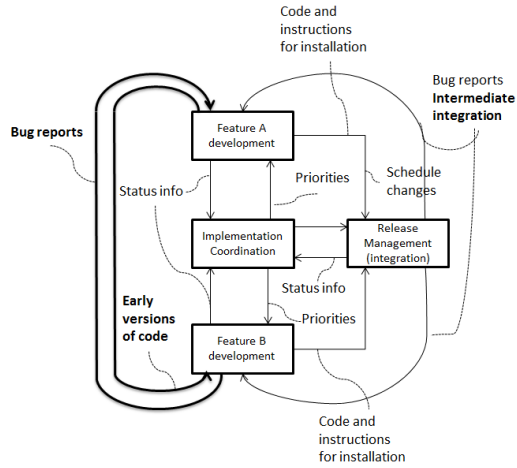 Code and
instructions
for installation
Bug reports
Intermediate
integration
Bug reports
Feature A
development
Status info
Priorities
Schedule
changes
Implementation
Coordination
Release
Management
(integration)
Status info
Priorities
Early
versions
of code
Feature B
development
Code and
instructions
for installation